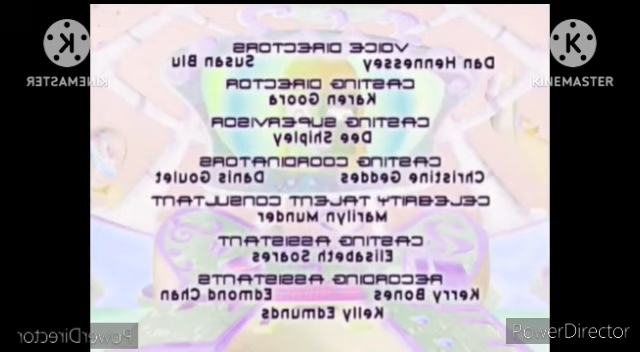 VOICE DIRECTORS
Dan Hennessey Susan Blu
CASTING DIRECTOR
Karen Goora
CASTING SUPERVISOR
Dee Shipley
CASTING COORDINATORS
Christine Geddes Danis Goulet
CELEBRITY TALENT CONSULTANT
Marilyn Munder
CASTING ASSISTANT
Elisabeth Soares
RECORDING ASSISTANTS
Kerry Bones Edmond Chan
Kelly Edmunds
KINEMASTER
KINEMASTER
PowerDirector
PowerDirector